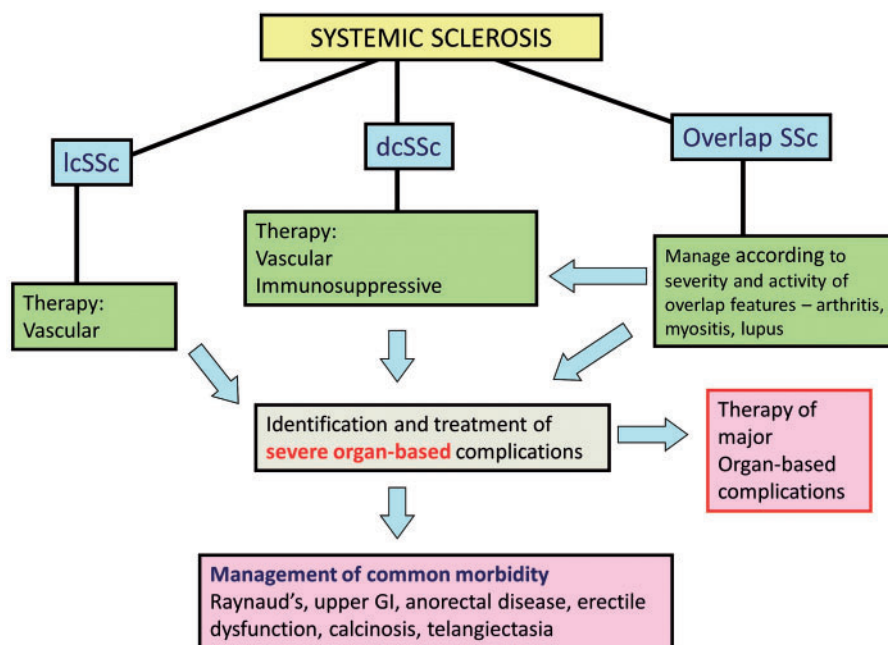 SYSTEMIC SCLEROSIS
lcSSc
dcSSc
Overlap SSc
Therapy:
Vascular
Therapy:
Vascular
Immunosuppressive
Manage according to
severity and activity of
overlap features – arthritis,
myositis, lupus
Identification and treatment of
severe organ-based complications
Therapy of
major
Organ-based
complications
Management of common morbidity
Raynaud's, upper GI, anorectal disease, erectile
dysfunction, calcinosis, telangiectasia